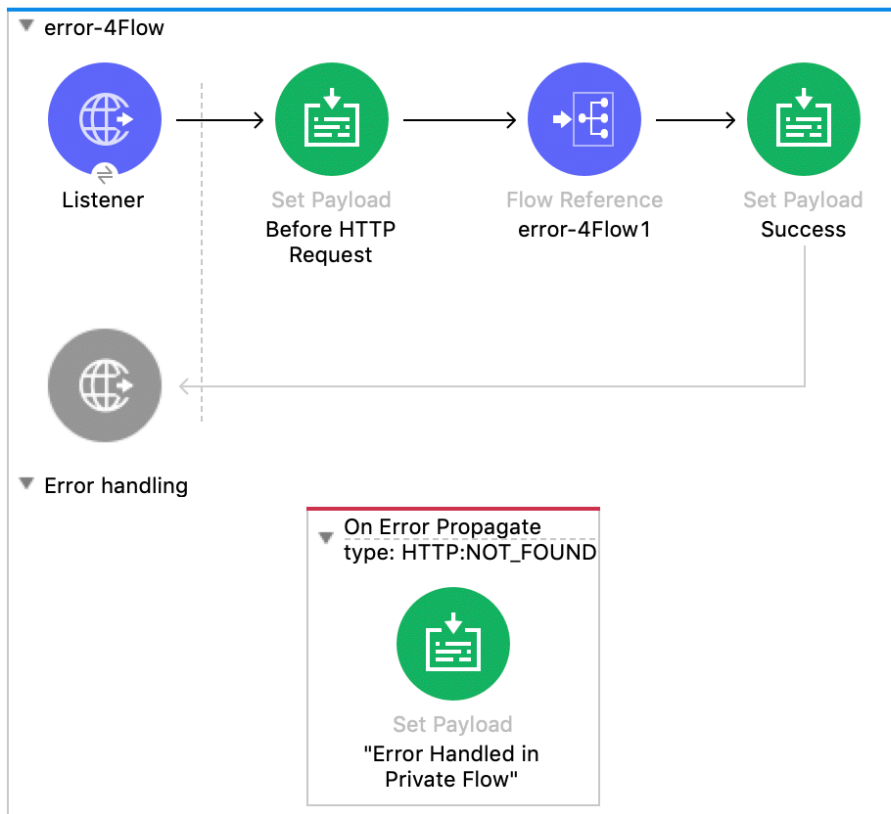 error-4Flow
Listener
Set Payload
Before HTTP
Request
Flow Reference
error-4Flow1
Set Payload
Success
Error handling
On Error Propagate
type: HTTP:NOT_FOUND
Set Payload
"Error Handled in
Private Flow"